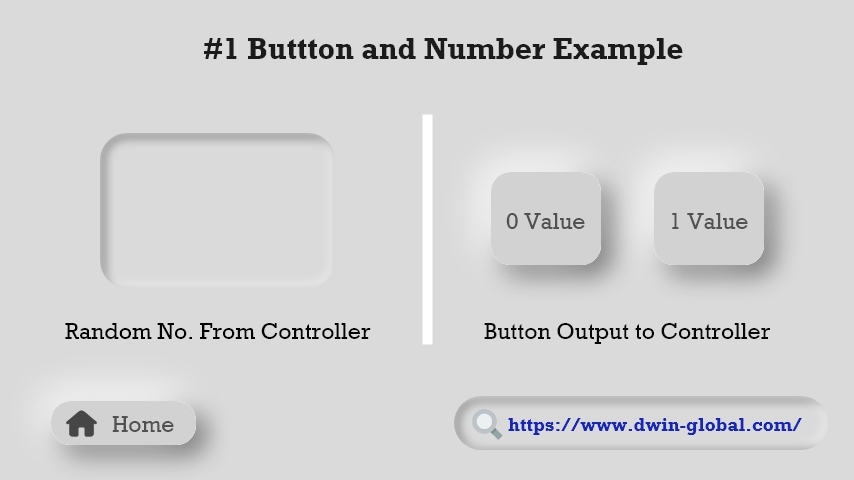 #1 Buttton and Number Example
0 Value
1 Value
Random No. From Controller
Button Output to Controller
Home
https://www.dwin-global.com/